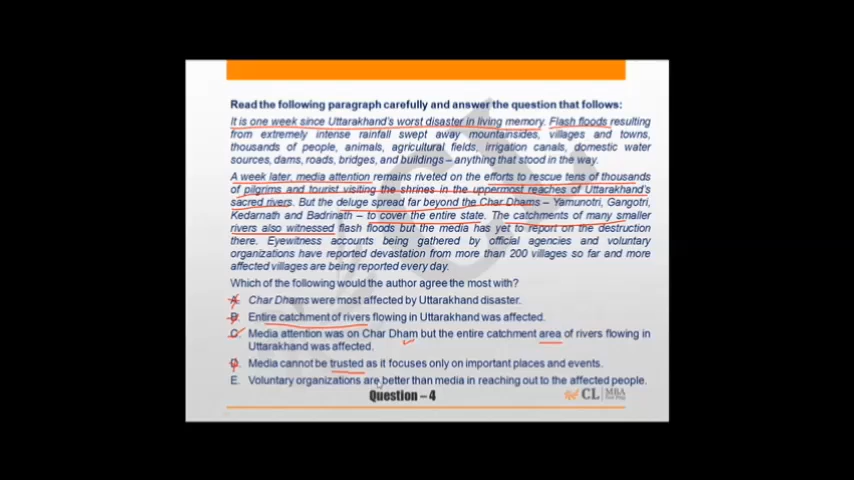 Read the following paragraph carefully and answer the question that follows:
It is one week since Uttarakhand's worst disaster in living memory. Flash floods resulting
from extremely intense rainfall swept away mountainsides, villages and towns,
thousands of people, animals, agricultural fields, irrigation canals, domestic water
sources, dams, roads, bridges, and buildings – anything that stood in the way.
A week later, media attention remains riveted on the efforts to rescue tens of thousands
of pilgrims and tourist visiting the shrines in the uppermost reaches of Uttarakhand's
sacred rivers. But the deluge spread far beyond the Char Dhams – Yamunotri, Gangotri,
Kedarnath and Badrinath – to cover the entire state. The catchments of many smaller
rivers also witnessed flash floods but the media has yet to report on the destruction
there. Eyewitness accounts being gathered by official agencies and voluntary
organizations have reported devastation from more than 200 villages so far and more
affected villages are being reported every day.
Which of the following would the author agree the most with?
A. Char Dhams were most affected by Uttarakhand disaster.
B. Entire catchment of rivers flowing in Uttarakhand was affected.
C. Media attention was on Char Dham but the entire catchment area of rivers flowing in
Uttarakhand was affected.
D. Media cannot be trusted as it focuses only on important places and events.
E. Voluntary organizations are better than media in reaching out to the affected people.
Question – 4
CL MBA